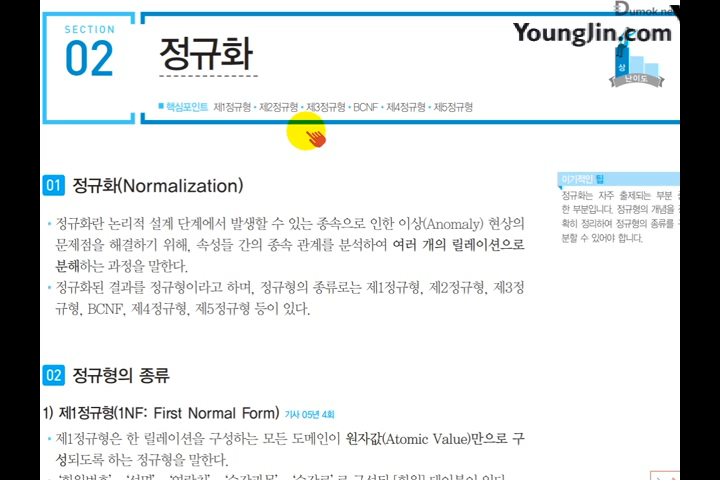 Dumok.ne
YoungJin.com
SECTION
02
정규화
상
난이도
핵심포인트 제1정규형 • 제2정규형 • 제3정규형 • BCNF • 제4정규형 • 제5정규형
01 정규화(Normalization)
이기적인 팁
• 정규화란 논리적 설계 단계에서 발생할 수 있는 종속으로 인한 이상(Anomaly) 현상의
문제점을 해결하기 위해, 속성들 간의 종속 관계를 분석하여 여러 개의 릴레이션으로
분해하는 과정을 말한다.
• 정규화된 결과를 정규형이라고 하며, 정규형의 종류로는 제1정규형, 제2정규형, 제3정
규형, BCNF, 제4정규형, 제5정규형 등이 있다.
정규화는 자주 출제되는 부분
한 부분입니다. 정규형의 개념을
확히 정리하여 정규형의 종류를
분할 수 있어야 합니다.
02 정규형의 종류
1) 제1정규형(1NF: First Normal Form) 기사 05년 4회
• 제1정규형은 한 릴레이션을 구성하는 모든 도메인이 원자값(Atomic Value)만으로 구
성되도록 하는 정규형을 말한다.